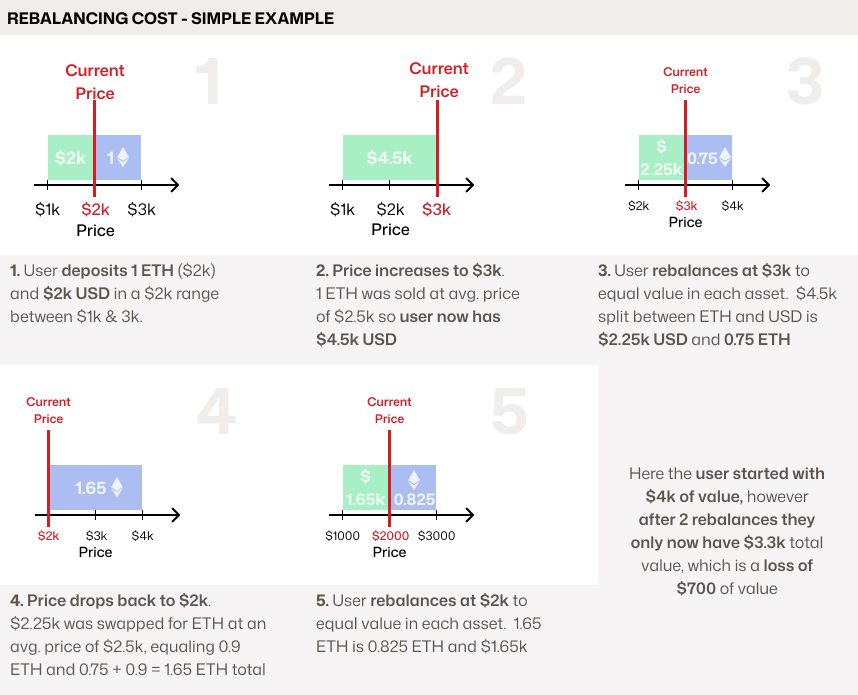 REBALANCING COST - SIMPLE EXAMPLE
1
Current
Price
$2k
1
$1k
$2k
$3k
Price
1. User deposits 1 ETH ($2k)
and $2k USD in a $2k range
between $1k & 3k.
2
Current
Price
$4.5k
$1k
$2k
$3k
Price
2. Price increases to $3k.
1 ETH was sold at avg. price
of $2.5k so user now has
$4.5k USD
3
Current
Price
$
2.25k
0.75
$2k
$3k
$4k
Price
3. User rebalances at $3k to
equal value in each asset. $4.5k
split between ETH and USD is
$2.25k USD and 0.75 ETH
4
Current
Price
1.65
$2k
$3k
$4k
Price
4. Price drops back to $2k.
$2.25k was swapped for ETH at an
avg. price of $2.5k, equaling 0.9
ETH and 0.75 + 0.9 = 1.65 ETH total
5
Current
Price
$
1.65k
0.825
$1000
$2000
$3000
Price
5. User rebalances at $2k to
equal value in each asset. 1.65
ETH is 0.825 ETH and $1.65k
Here the user started with
$4k of value, however
after 2 rebalances they
only now have $3.3k total
value, which is a loss of
$700 of value